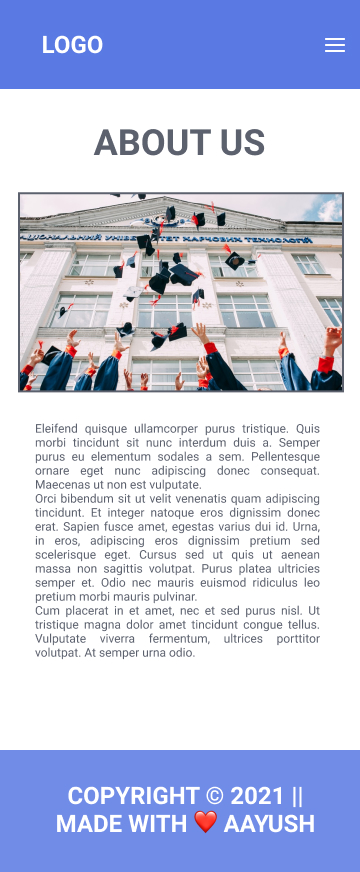 LOGO
ABOUT US
НАЦІОНАЛЬНИЙ УНІВЕРСИТЕТ ХАРЧОВИХ ТЕХНОЛОГІЙ
Eleifend quisque ullamcorper purus tristique. Quis
morbi tincidunt sit nunc interdum duis a. Semper
purus eu elementum sodales a sem. Pellentesque
ornare eget nunc adipiscing donec consequat.
Maecenas ut non est vulputate.
Orci bibendum sit ut velit venenatis quam adipiscing
tincidunt. Et integer natoque eros dignissim donec
erat. Sapien fusce amet, egestas varius dui id. Urna,
in eros, adipiscing eros dignissim pretium sed
scelerisque eget. Cursus sed ut quis ut aenean
massa non sagittis volutpat. Purus platea ultricies
semper et. Odio nec mauris euismod ridiculus leo
pretium morbi mauris pulvinar.
Cum placerat in et amet, nec et sed purus nisl. Ut
tristique magna dolor amet tincidunt congue tellus.
Vulputate viverra fermentum, ultrices porttitor
volutpat. At semper urna odio.
COPYRIGHT © 2021 ||
MADE WITH ❤️ AAYUSH